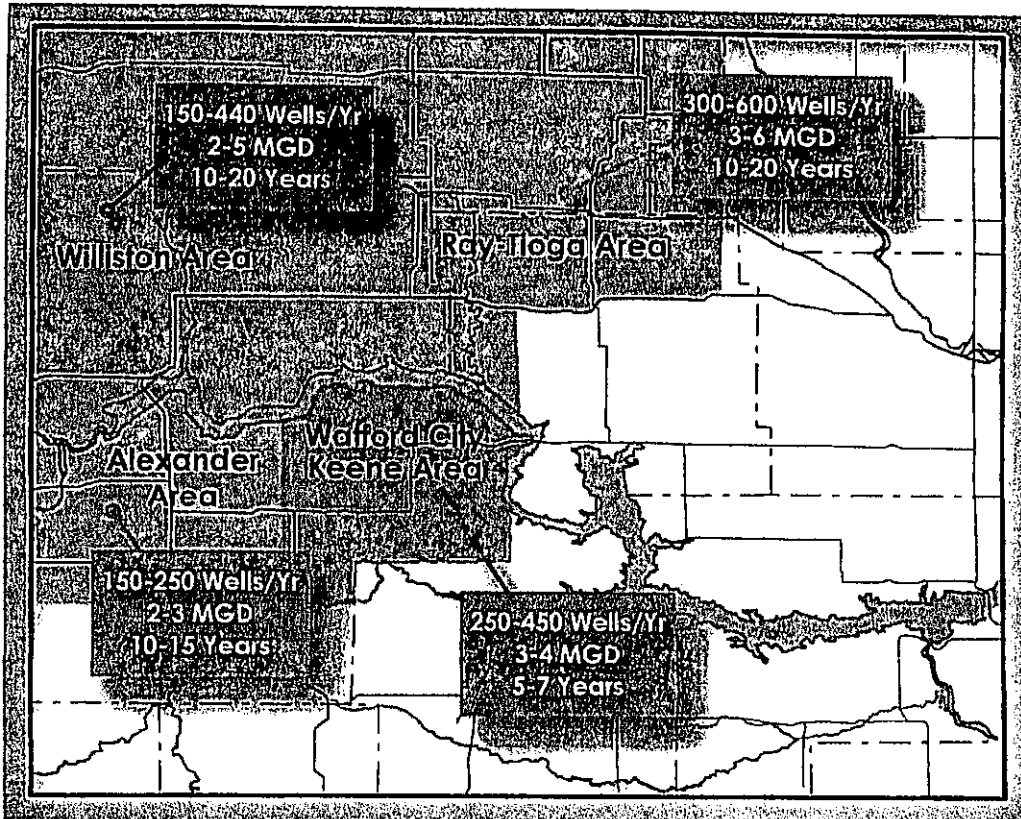 150-440 Wells/Yr
2-5 MGD
10-20 Years
300-600 Wells/Yr
3-6 MGD
10-20 Years
Williston Area
Ray-Tioga Area
Wafford City
Keene Area
Alexander
Area
150-250 Wells/Yr
2-3 MGD
10-15 Years
250-450 Wells/Yr
3-4 MGD
5-7 Years